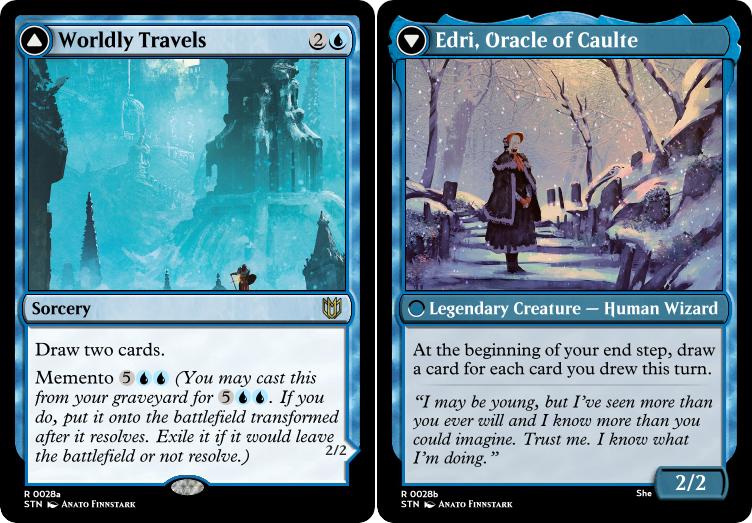 Worldly Travels 2
Sorcery
Draw two cards.
Memento 5 (You may cast this
from your graveyard for 5. If you
do, put it onto the battlefield transformed
after it resolves. Exile it if it would leave
the battlefield or not resolve.)
2/2
R 0028a
STN Anato Finnstark
Edri, Oracle of Caulte
Legendary Creature — Human Wizard
At the beginning of your end step, draw
a card for each card you drew this turn.
“I may be young, but I’ve seen more than
you ever will and I know more than you
could imagine. Trust me. I know what
I’m doing.”
2/2
R 0028b
She
STN Anato Finnstark